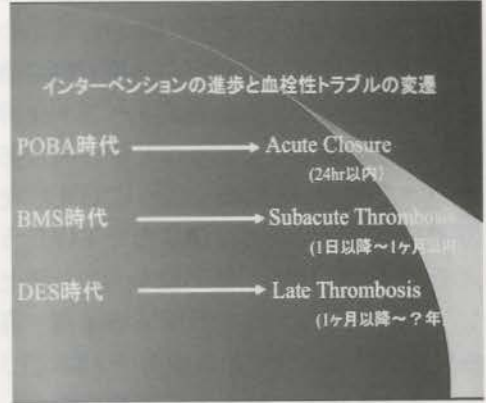 インターベンションの進歩と血栓性トラブルの変遷
POBA時代 → Acute Closure
(24hr以内)
BMS時代 → Subacute Thrombosis
(1日以降～1ヶ月以内)
DES時代 → Late Thrombosis
(1ヶ月以降～？年)